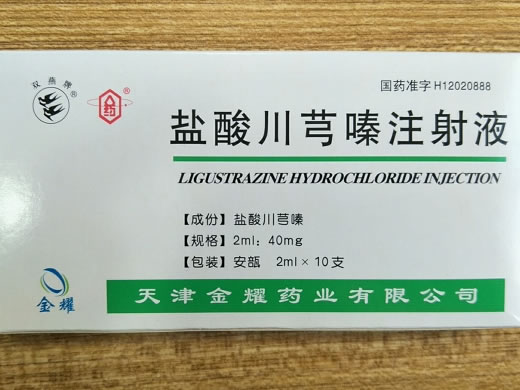 双燕牌
®
药
®
国药准字 H12020888
盐酸川芎嗪注射液
LIGUSTRAZINE HYDROCHLORIDE INJECTION
【成份】盐酸川芎嗪
【规格】2ml：40mg
【包装】安瓿 2ml×10支
金耀
天津金耀药业有限公司